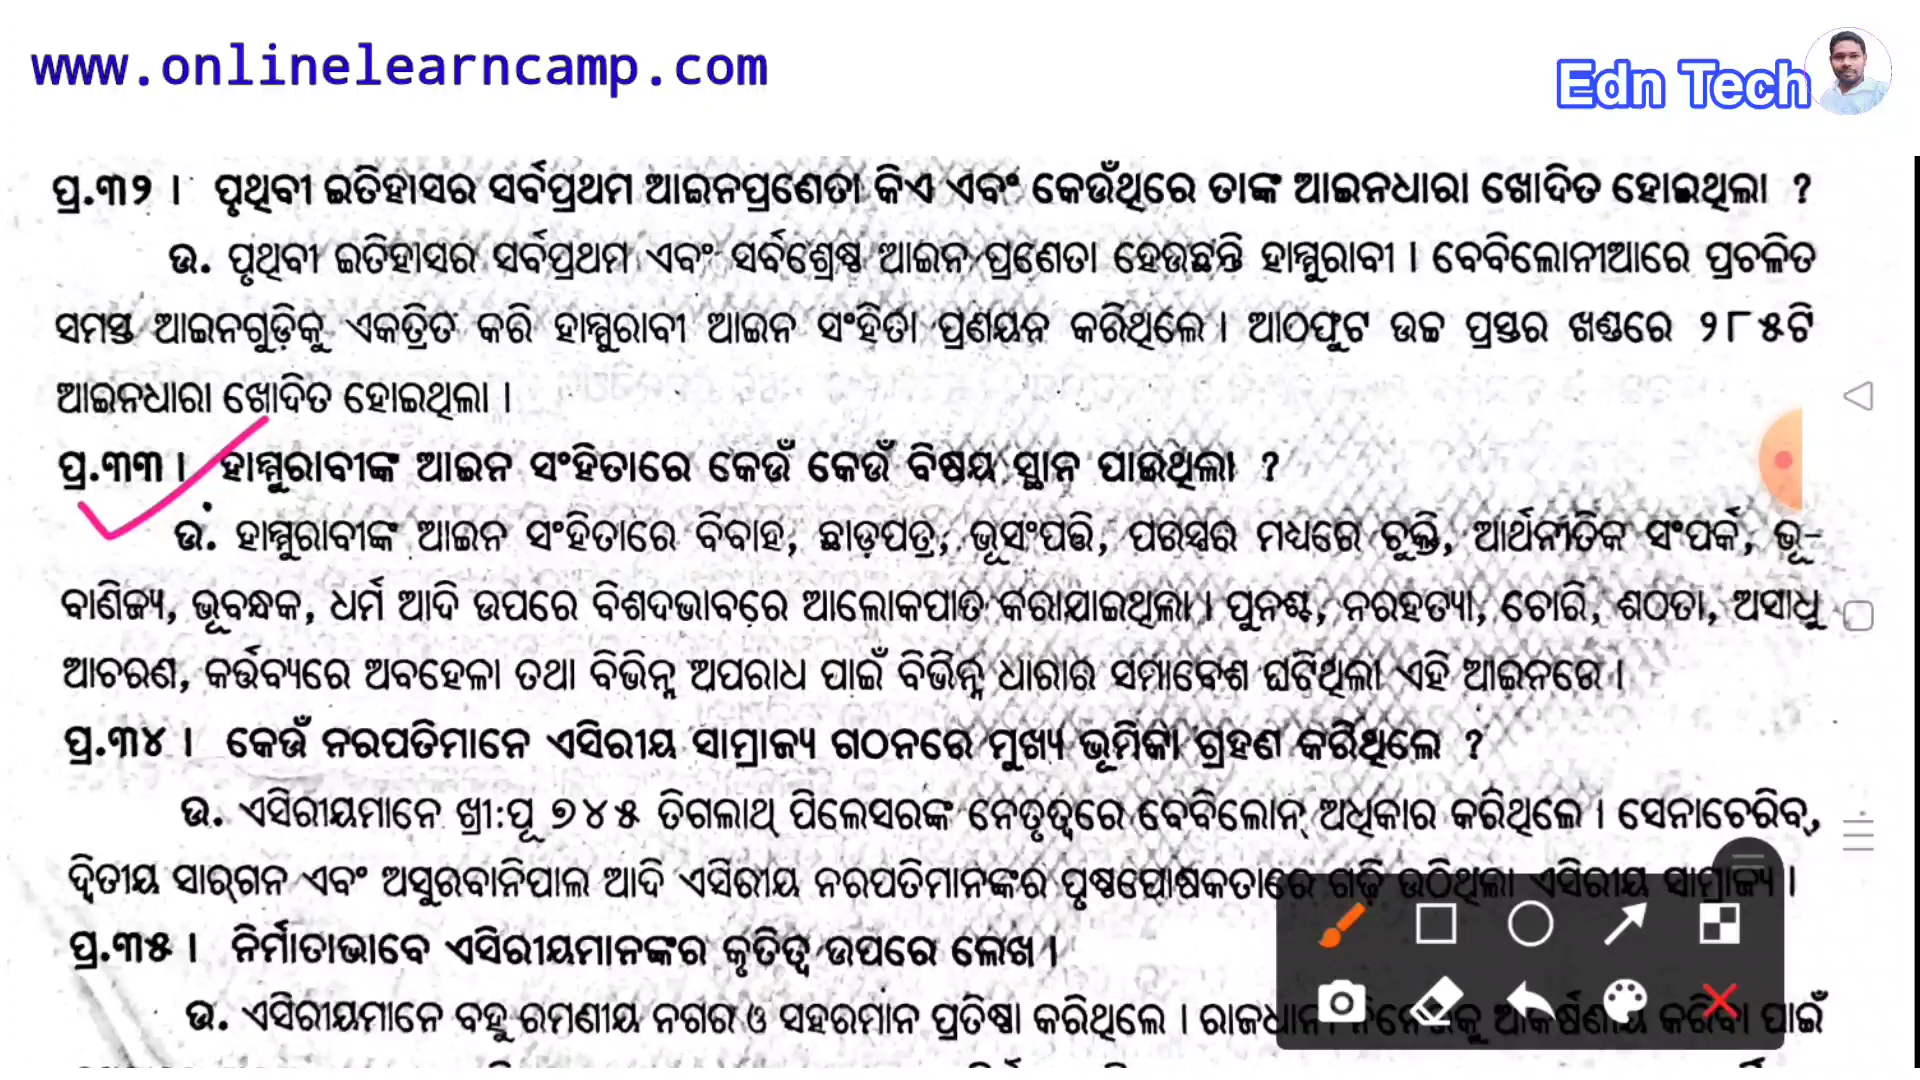 www.onlinelearncamp.com
Edn Tech
ପ୍ର.୩୨ । ପୃଥିବୀ ଇତିହାସର ସର୍ବପ୍ରଥମ ଆଇନପ୍ରଣେତା କିଏ ଏବଂ କେଉଁଥିରେ ତାଙ୍କ ଆଇନଧାରା ଖୋଦିତ ହୋଇଥିଲା ?
ଉ. ପୃଥିବୀ ଇତିହାସର ସର୍ବପ୍ରଥମ ଏବଂ ସର୍ବଶ୍ରେଷ୍ଠ ଆଇନ ପ୍ରଣେତା ହେଉଛନ୍ତି ହାମ୍ମୁରାବୀ । ବେବିଲୋନୀଆରେ ପ୍ରଚଳିତ
ସମସ୍ତ ଆଇନଗୁଡ଼ିକୁ ଏକତ୍ରିତ କରି ହାମ୍ମୁରାବୀ ଆଇନ ସଂହିତା ପ୍ରଣୟନ କରିଥିଲେ । ଆଠଫୁଟ ଉଚ୍ଚ ପ୍ରସ୍ତର ଖଣ୍ଡରେ ୨୮୫ଟି
ଆଇନଧାରା ଖୋଦିତ ହୋଇଥିଲା ।
ପ୍ର.୩୩ । ହାମ୍ମୁରାବୀଙ୍କ ଆଇନ ସଂହିତାରେ କେଉଁ କେଉଁ ବିଷୟ ସ୍ଥାନ ପାଇଥିଲା ?
ଉ. ହାମ୍ମୁରାବୀଙ୍କ ଆଇନ ସଂହିତାରେ ବିବାହ, ଛାଡ଼ପତ୍ର, ଭୂସଂପତ୍ତି, ପରସ୍ପର ମଧ୍ୟରେ ଚୁକ୍ତି, ଆର୍ଥନୀତିକ ସଂପର୍କ, ଭୂ-
ବାଣିଜ୍ୟ, ଭୂବନ୍ଧକ, ଧର୍ମ ଆଦି ଉପରେ ବିଶଦଭାବରେ ଆଲୋକପାତ କରାଯାଇଥିଲା । ପୁନଶ୍ଚ, ନରହତ୍ୟା, ଚୋରି, ଶଠତା, ଅସାଧୁ
ଆଚରଣ, କର୍ତ୍ତବ୍ୟରେ ଅବହେଳା ତଥା ବିଭିନ୍ନ ଅପରାଧ ପାଇଁ ବିଭିନ୍ନ ଧାରାର ସମାବେଶ ଘଟିଥିଲା ଏହି ଆଇନରେ ।
ପ୍ର.୩୪ । କେଉଁ ନରପତିମାନେ ଏସିରୀୟ ସାମ୍ରାଜ୍ୟ ଗଠନରେ ମୁଖ୍ୟ ଭୂମିକା ଗ୍ରହଣ କରିଥିଲେ ?
ଉ. ଏସିରୀୟମାନେ ଖ୍ରୀ:ପୂ ୭୪୫ ତିଗଲାଥ୍ ପିଲେସରଙ୍କ ନେତୃତ୍ୱରେ ବେବିଲୋନ୍ ଅଧିକାର କରିଥିଲେ । ସେନାଚେରିବ୍,
ଦ୍ୱିତୀୟ ସାର୍‌ଗନ ଏବଂ ଅସୁରବାନିପାଲ ଆଦି ଏସିରୀୟ ନରପତିମାନଙ୍କର ପୃଷ୍ଠପୋଷକତାରେ ଗଢ଼ି ଉଠିଥିଲା ଏସିରୀୟ ସାମ୍ରାଜ୍ୟ ।
ପ୍ର.୩୫ । ନିର୍ମାତାଭାବେ ଏସିରୀୟମାନଙ୍କର କୃତିତ୍ୱ ଉପରେ ଲେଖ ।
ଉ. ଏସିରୀୟମାନେ ବହୁ ରମଣୀୟ ନଗର ଓ ସହରମାନ ପ୍ରତିଷ୍ଠା କରିଥିଲେ । ରାଜଧାନୀ ଆକର୍ଷଣୀୟ କରିବା ପାଇଁ